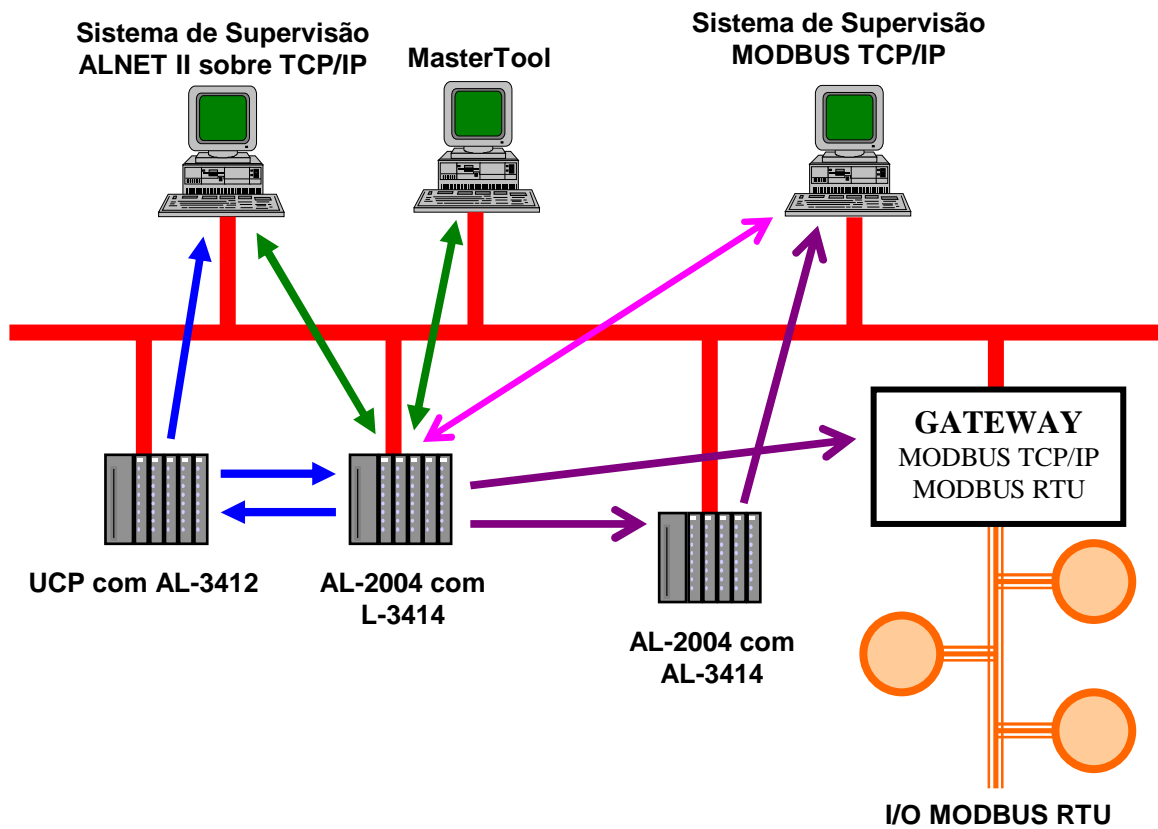 Sistema de Supervisão
ALNET II sobre TCP/IP
MasterTool
Sistema de Supervisão
MODBUS TCP/IP
GATEWAY
MODBUS TCP/IP
MODBUS RTU
UCP com AL-3412
AL-2004 com
L-3414
AL-2004 com
AL-3414
I/O MODBUS RTU